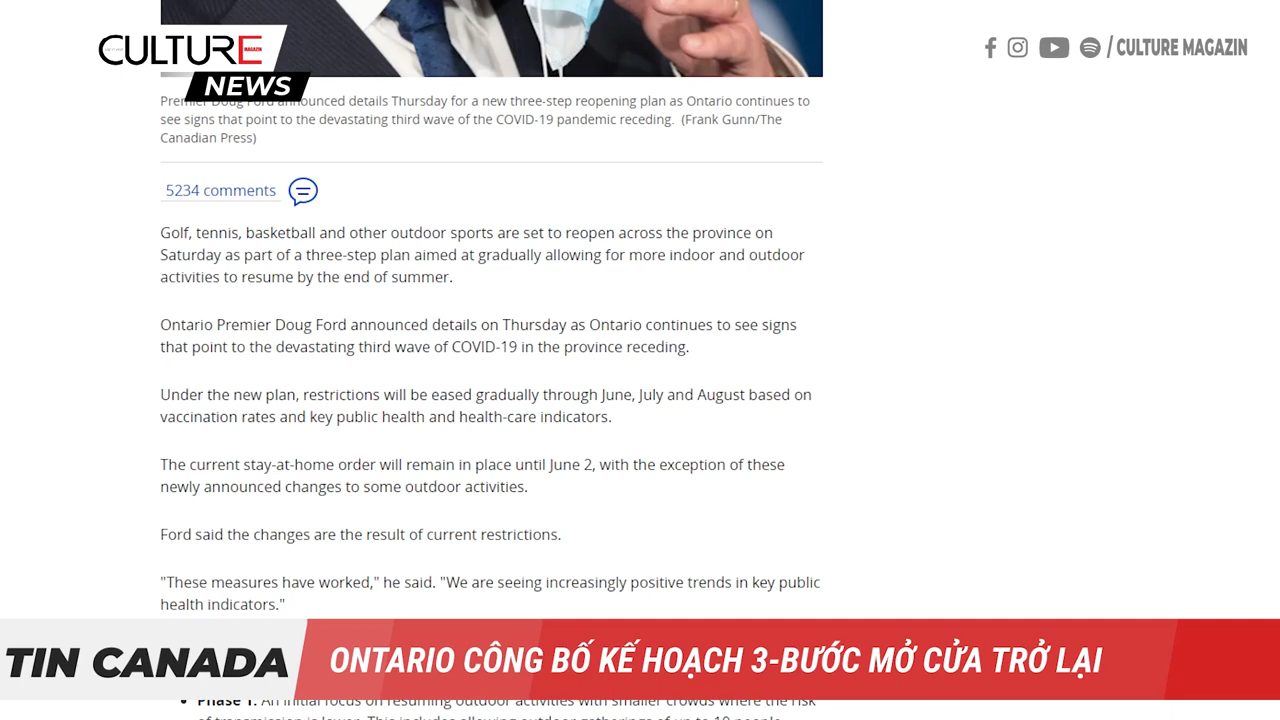 CULTURE
MAGAZIN
NEWS
/ CULTURE MAGAZIN
Premier Doug Ford announced details Thursday for a new three-step reopening plan as Ontario continues to
see signs that point to the devastating third wave of the COVID-19 pandemic receding. (Frank Gunn/The
Canadian Press)
5234 comments
Golf, tennis, basketball and other outdoor sports are set to reopen across the province on
Saturday as part of a three-step plan aimed at gradually allowing for more indoor and outdoor
activities to resume by the end of summer.
Ontario Premier Doug Ford announced details on Thursday as Ontario continues to see signs
that point to the devastating third wave of COVID-19 in the province receding.
Under the new plan, restrictions will be eased gradually through June, July and August based on
vaccination rates and key public health and health-care indicators.
The current stay-at-home order will remain in place until June 2, with the exception of these
newly announced changes to some outdoor activities.
Ford said the changes are the result of current restrictions.
"These measures have worked," he said. "We are seeing increasingly positive trends in key public
health indicators."
TIN CANADA
ONTARIO CÔNG BỐ KẾ HOẠCH 3-BƯỚC MỞ CỬA TRỞ LẠI
Phase 1: An initial focus on resuming outdoor activities with smaller crowds where the risk
of transmission is lower. This includes allowing outdoor gatherings of up to 10 people